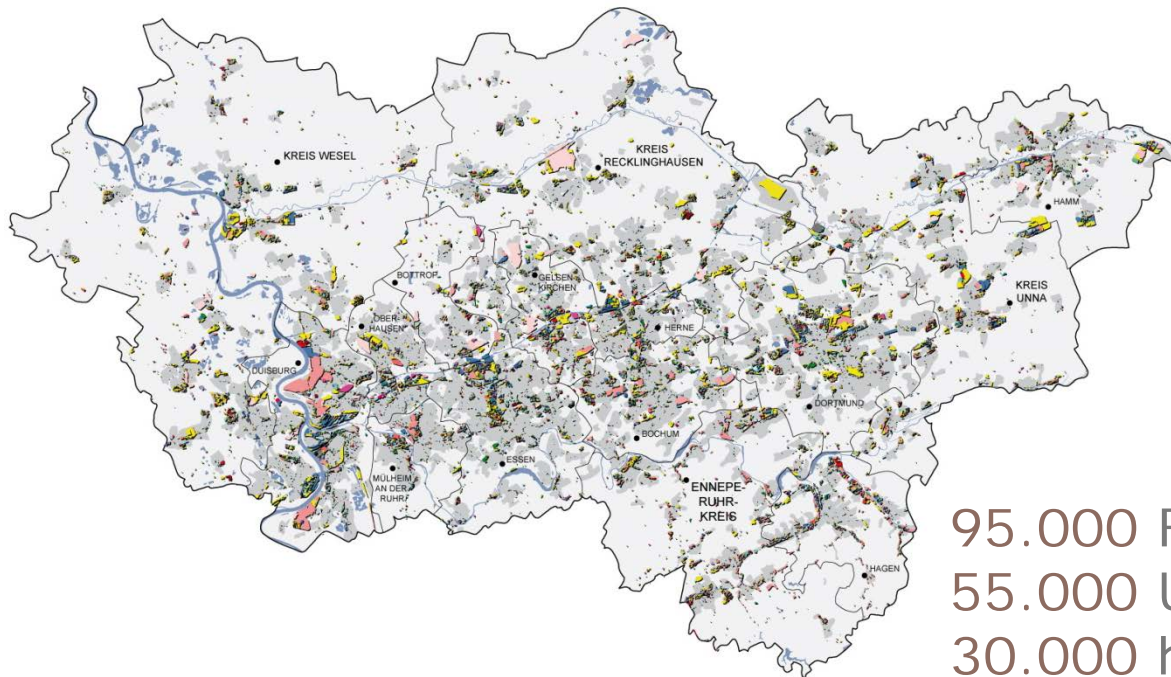 KREIS WESEL
KREIS
RECKLINGHAUSEN
HAMM
BOTTROP
GELSEN-
KIRCHEN
KREIS
UNNA
OBER-
HAUSEN
HERNE
DUISBURG
DORTMUND
BOCHUM
ESSEN
MÜLHEIM
AN DER
RUHR
ENNEPE-
RUHR-
KREIS
HAGEN
95.000
55.000
30.000